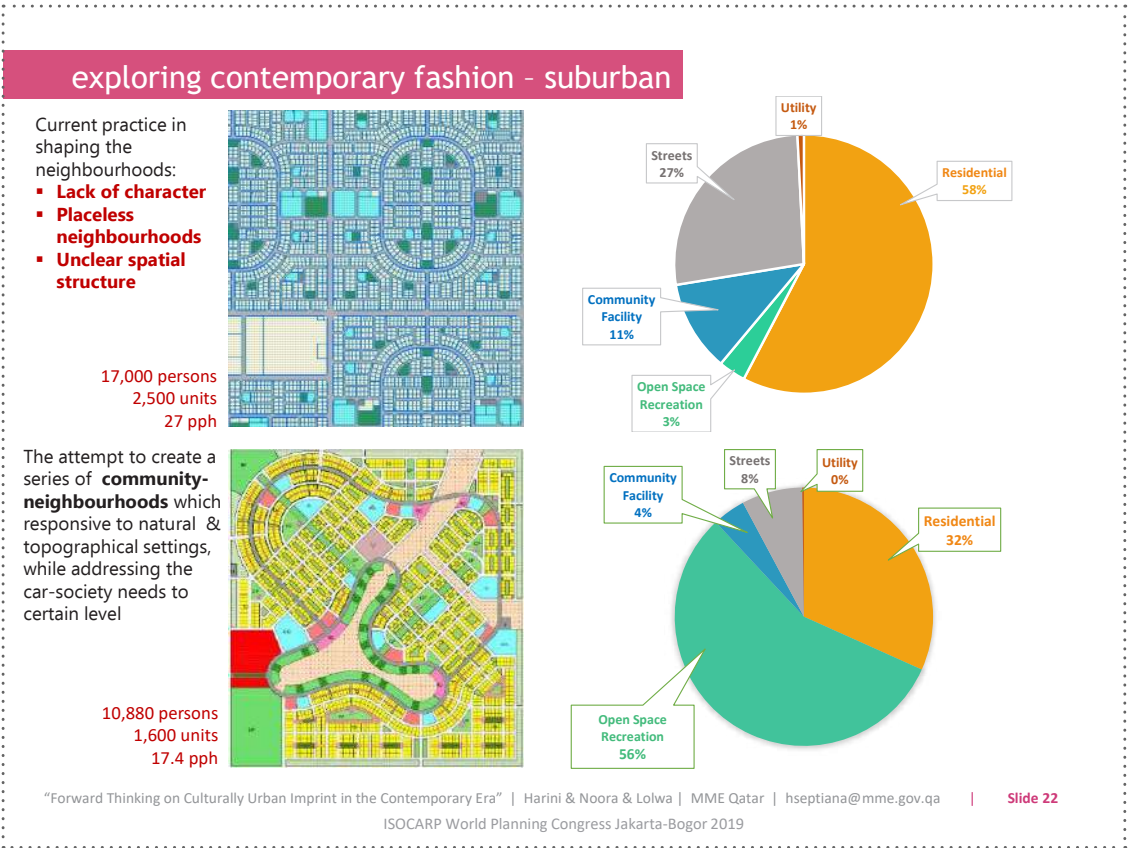 exploring contemporary fashion – suburban
Current practice in
shaping the
neighbourhoods:
▪ Lack of character
▪ Placeless
neighbourhoods
▪ Unclear spatial
structure
17,000 persons
2,500 units
27 pph
Utility
1%
Streets
27%
Residential
58%
Community
Facility
11%
Open Space
Recreation
3%
The attempt to create a
series of community-
neighbourhoods which
responsive to natural &
topographical settings,
while addressing the
car-society needs to
certain level
10,880 persons
1,600 units
17.4 pph
Streets
8%
Utility
0%
Community
Facility
4%
Residential
32%
Open Space
Recreation
56%
“Forward Thinking on Culturally Urban Imprint in the Contemporary Era” | Harini & Noora & Lolwa | MME Qatar | hseptiana@mme.gov.qa | Slide 22
ISOCARP World Planning Congress Jakarta-Bogor 2019